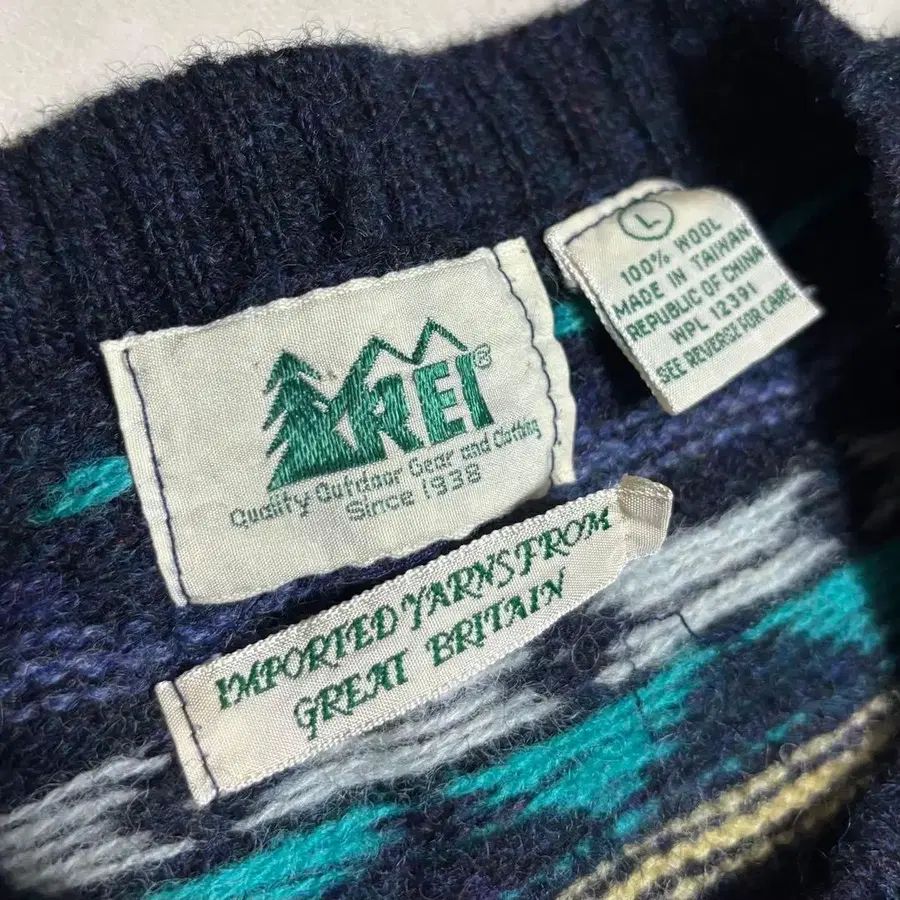 REI®
Quality Outdoor Gear and Clothing
Since 1938
IMPORTED YARNS FROM
GREAT BRITAIN
L
100% WOOL
MADE IN TAIWAN
REPUBLIC OF CHINA
WPL 12391
SEE REVERSE FOR CARE